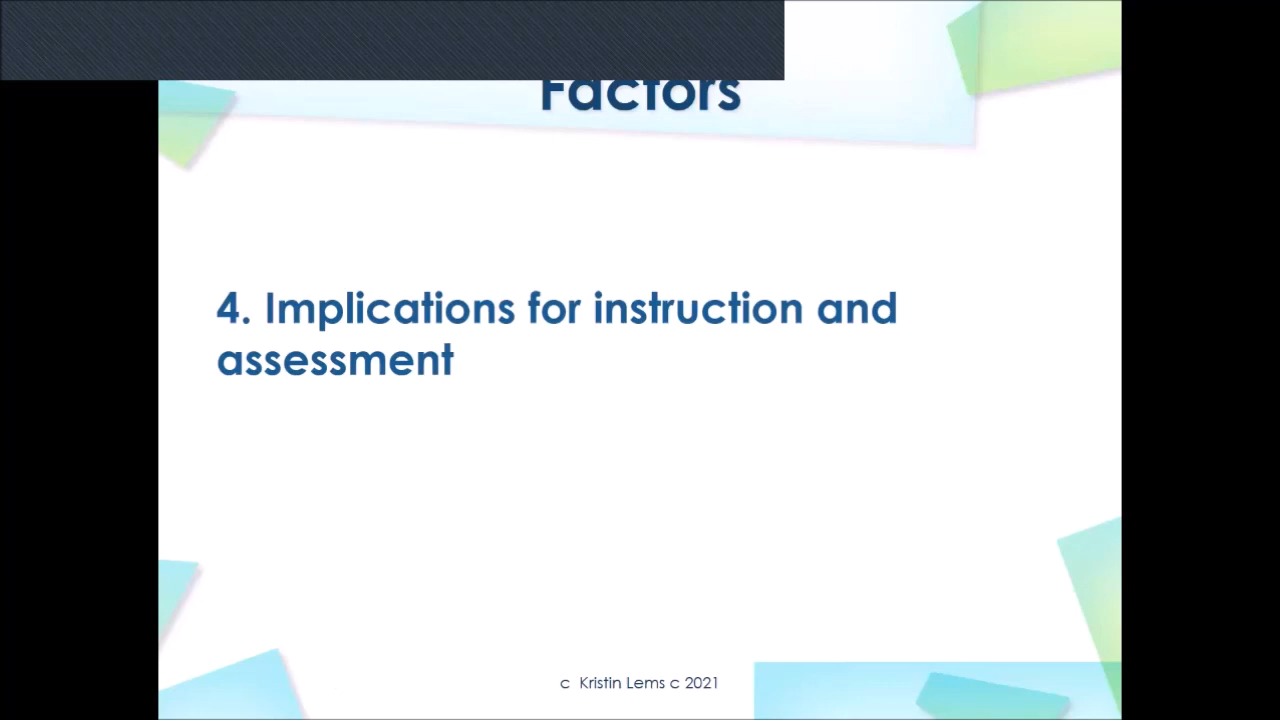 Factors
4. Implications for instruction and
assessment
c Kristin Lems c 2021